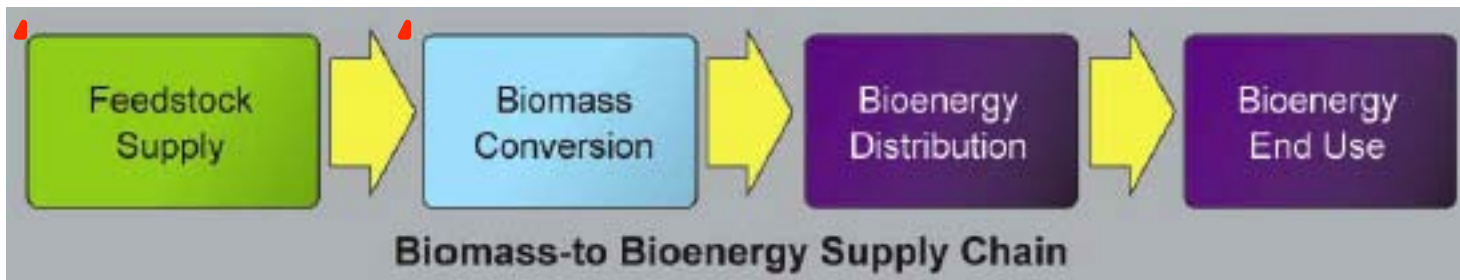 Feedstock
Supply
Biomass
Conversion
Bioenergy
Distribution
Bioenergy
End Use
Biomass-to Bioenergy Supply Chain